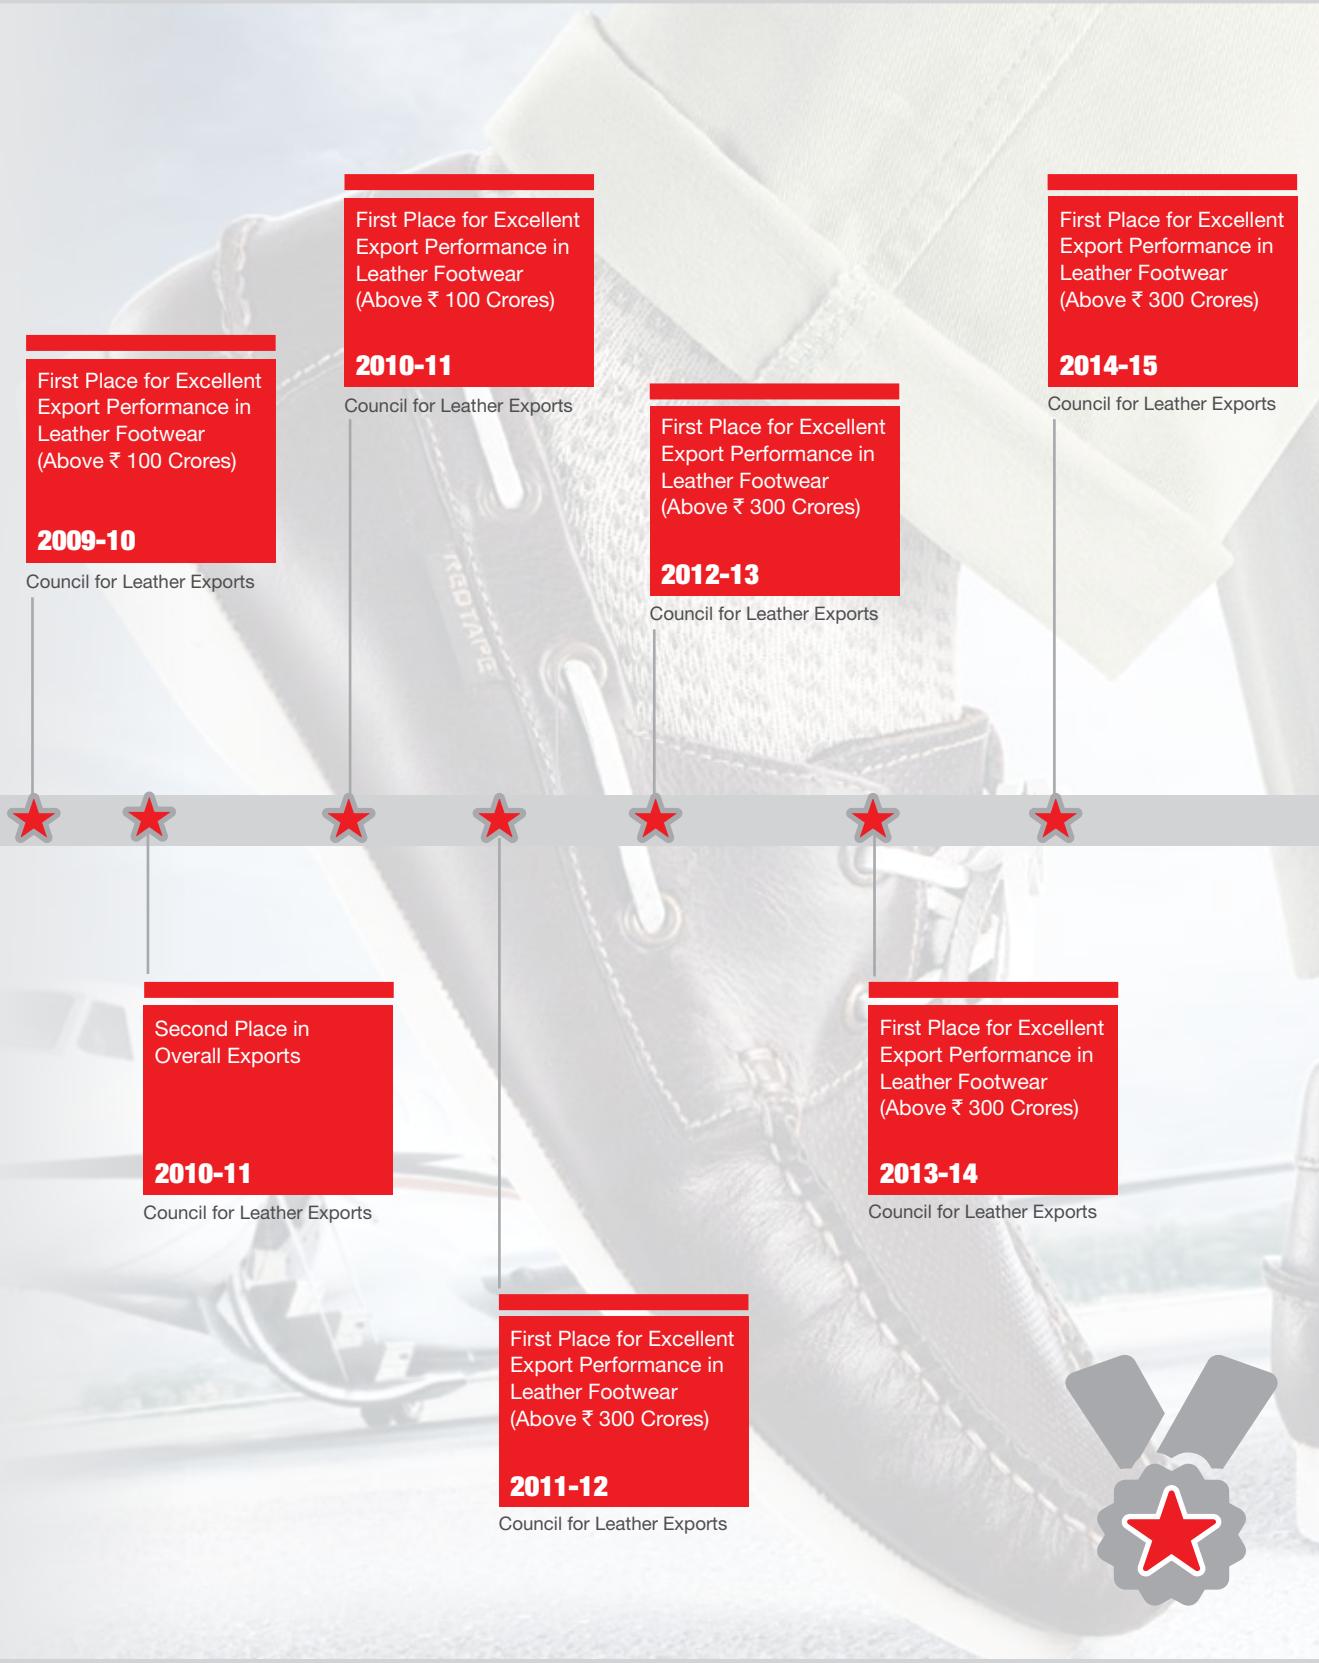 First Place for Excellent
Export Performance in
Leather Footwear
(Above ₹ 100 Crores)
2009-10
Council for Leather Exports
Second Place in
Overall Exports
2010-11
Council for Leather Exports
First Place for Excellent
Export Performance in
Leather Footwear
(Above ₹ 100 Crores)
2010-11
Council for Leather Exports
First Place for Excellent
Export Performance in
Leather Footwear
(Above ₹ 300 Crores)
2011-12
Council for Leather Exports
First Place for Excellent
Export Performance in
Leather Footwear
(Above ₹ 300 Crores)
2012-13
Council for Leather Exports
First Place for Excellent
Export Performance in
Leather Footwear
(Above ₹ 300 Crores)
2013-14
Council for Leather Exports
First Place for Excellent
Export Performance in
Leather Footwear
(Above ₹ 300 Crores)
2014-15
Council for Leather Exports
REDTAPE